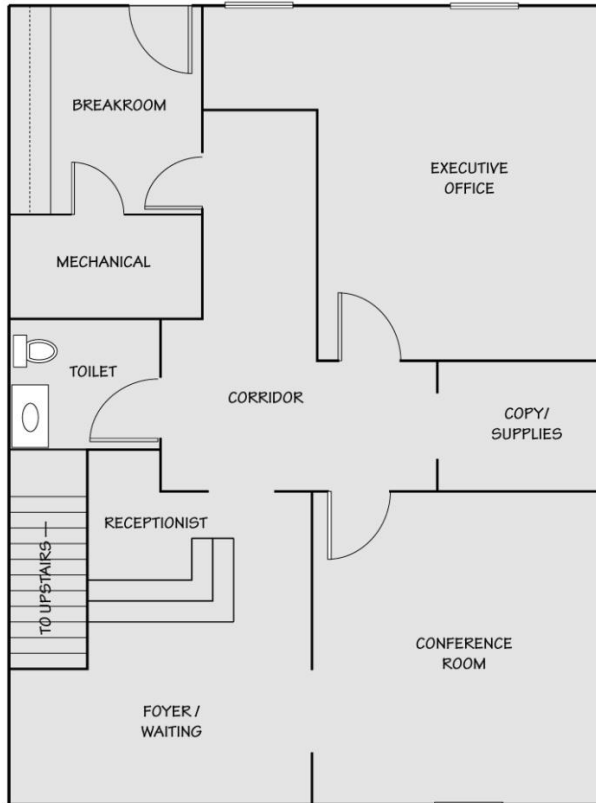 BREAKROOM
EXECUTIVE
OFFICE
MECHANICAL
TOILET
CORRIDOR
COPY/
SUPPLIES
RECEPTIONIST
TO UPSTAIRS
CONFERENCE
ROOM
FOYER/
WAITING